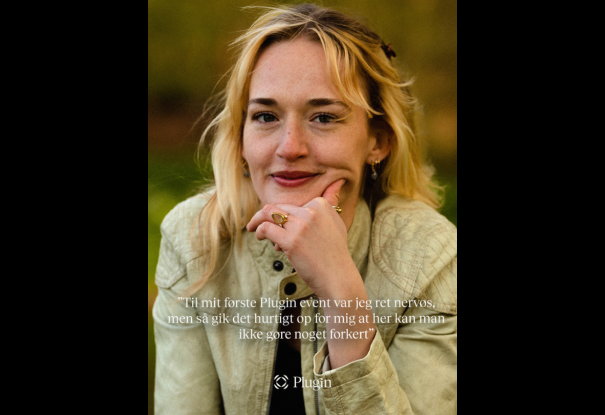 "Til mit første Plugin event var jeg ret nervøs,
men så gik det hurtigt op for mig at her kan man
ikke gøre noget forkert"
Plugin